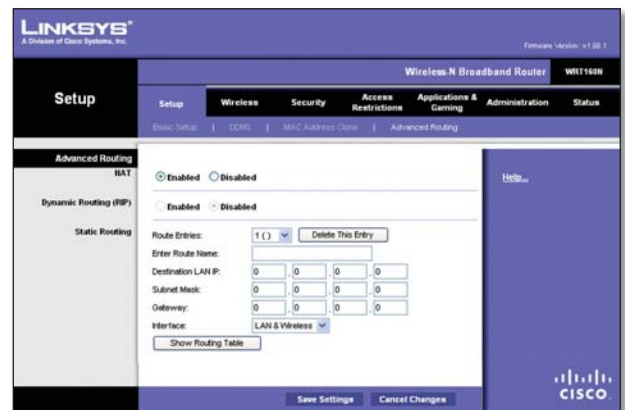 LINKSYS®
A Division of Cisco Systems, Inc.
Firmware Version: v1.00.1
Wireless-N Broadband Router WRT160N
Setup
Setup Wireless Security Access Restrictions Applications & Gaming Administration Status
Basic Setup | DDNS | MAC Address Clone | Advanced Routing
Advanced Routing
NAT
Enabled Disabled
Help...
Dynamic Routing (RIP)
Enabled Disabled
Static Routing
Route Entries: 1 ( ) Delete This Entry
Enter Route Name:
Destination LAN IP: 0 . 0 . 0 . 0
Subnet Mask: 0 . 0 . 0 . 0
Gateway: 0 . 0 . 0 . 0
Interface: LAN & Wireless
Show Routing Table
Save Settings Cancel Changes
CISCO